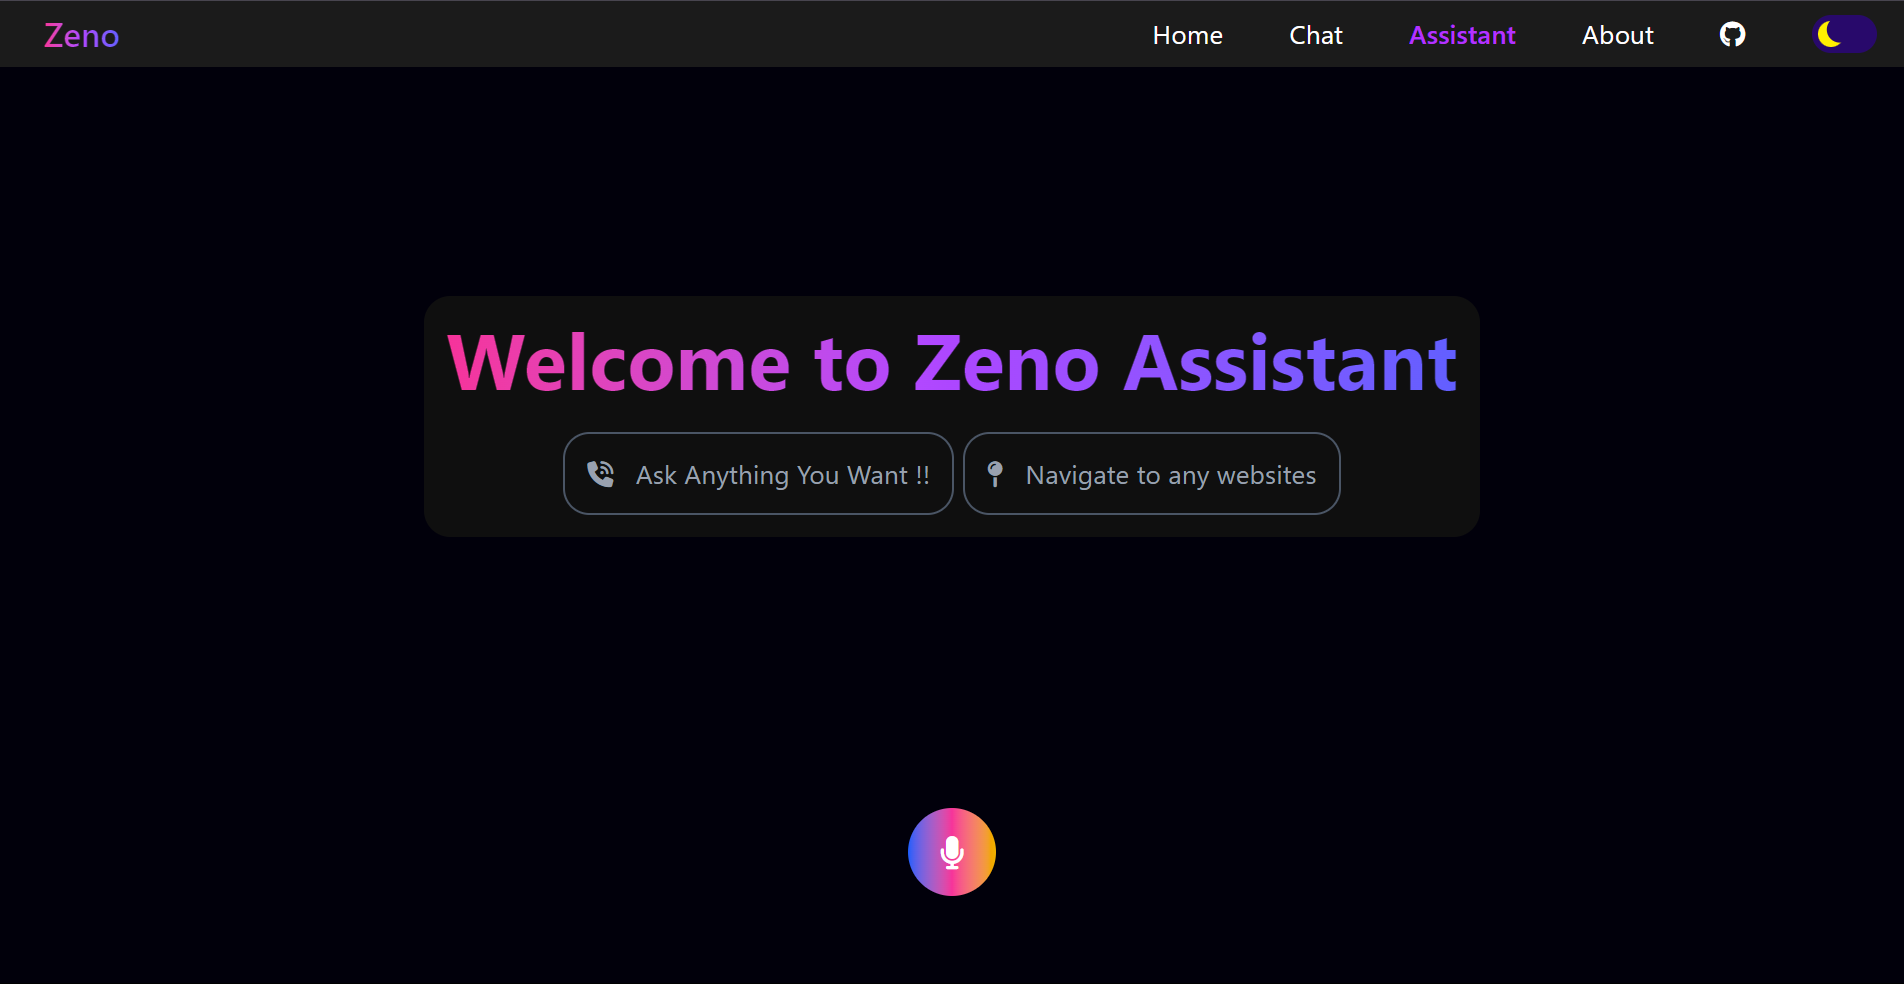 Zeno Home Chat Assistant About
Welcome to Zeno Assistant
Ask Anything You Want !! Navigate to any websites